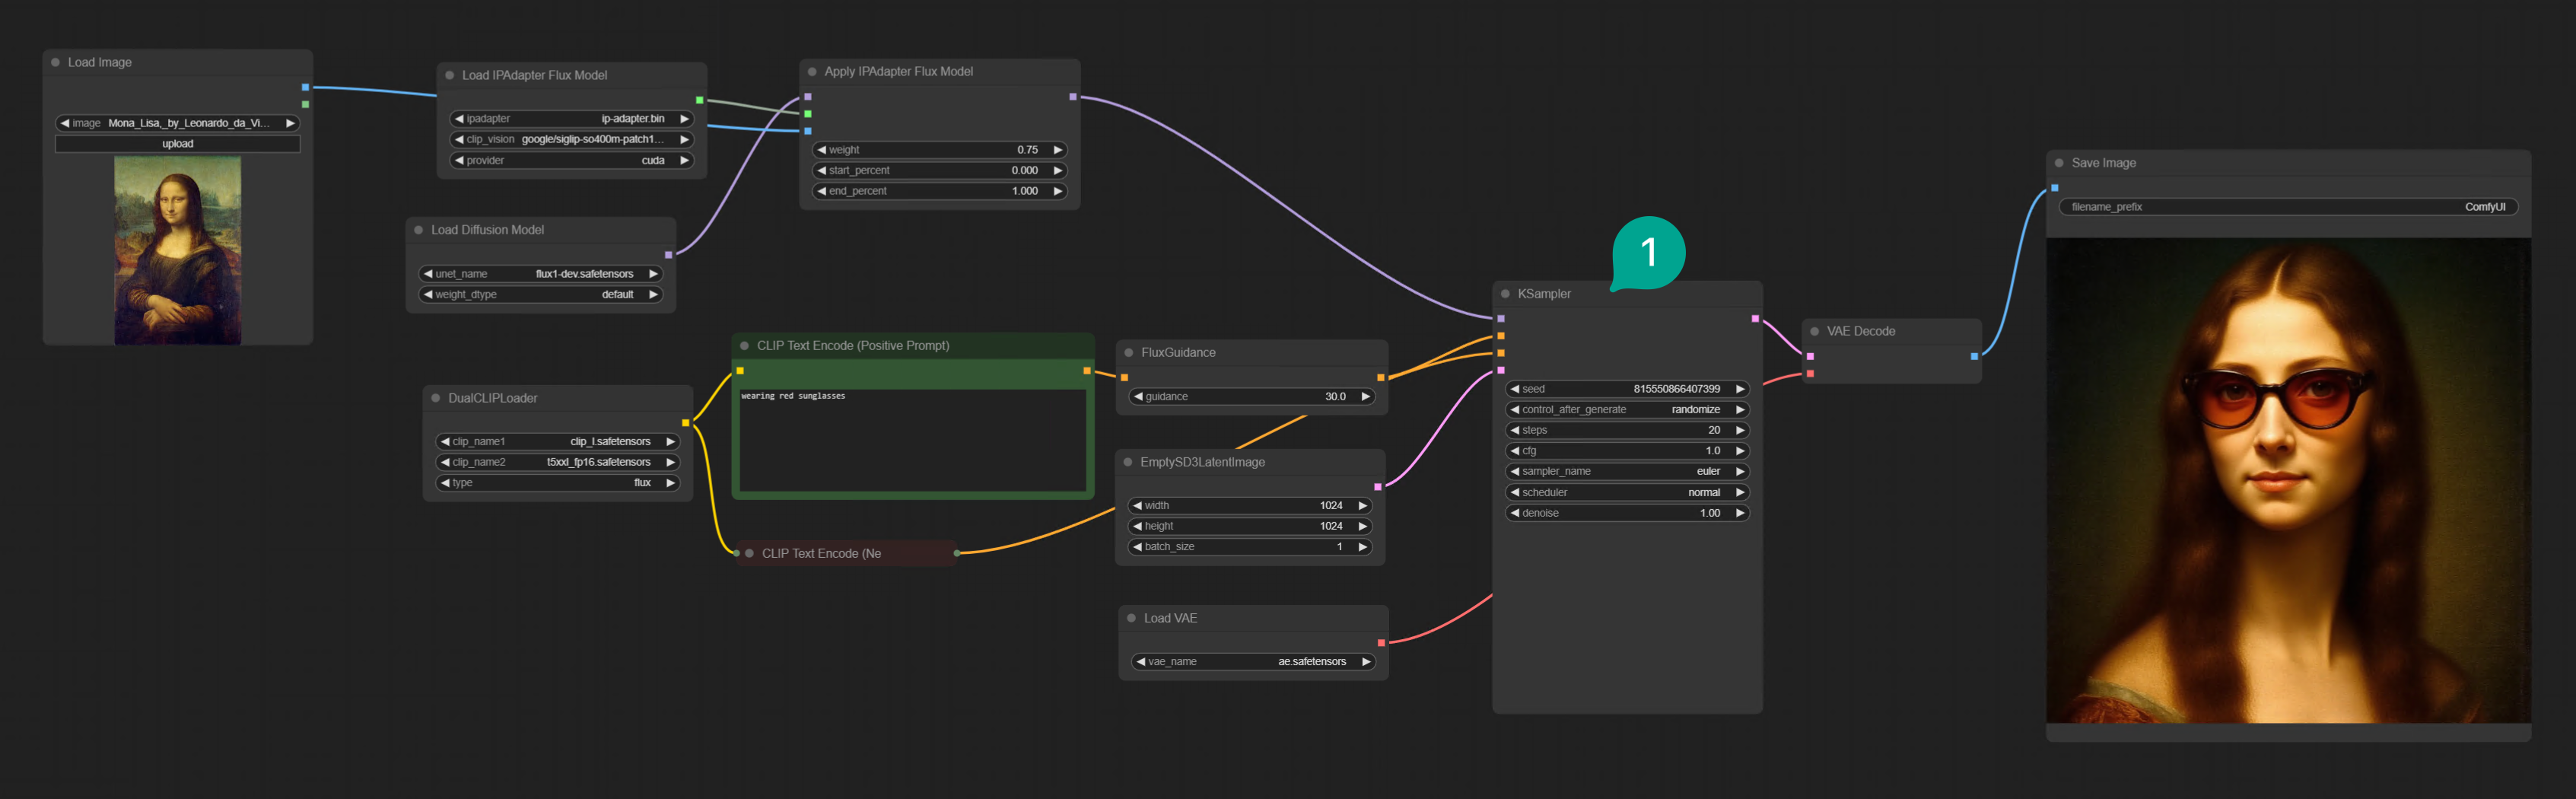 Load Image
image Mona_Lisa,_by_Leonardo_da_Vi...
upload
Load IPAdapter Flux Model
ipadapter ip-adapter.bin
clip_vision google/siglip-so400m-patch1...
provider cuda
Apply IPAdapter Flux Model
weight 0.75
start_percent 0.000
end_percent 1.000
Load Diffusion Model
unet_name flux1-dev.safetensors
weight_dtype default
DualCLIPLoader
clip_name1 clip_l.safetensors
clip_name2 t5xxl_fp16.safetensors
type flux
CLIP Text Encode (Positive Prompt)
wearing red sunglasses
CLIP Text Encode (Ne
FluxGuidance
guidance 30.0
EmptySD3LatentImage
width 1024
height 1024
batch_size 1
Load VAE
vae_name ae.safetensors
1
KSampler
seed 815550866407399
control_after_generate randomize
steps 20
cfg 1.0
sampler_name euler
scheduler normal
denoise 1.00
VAE Decode
Save Image
filename_prefix ComfyUI